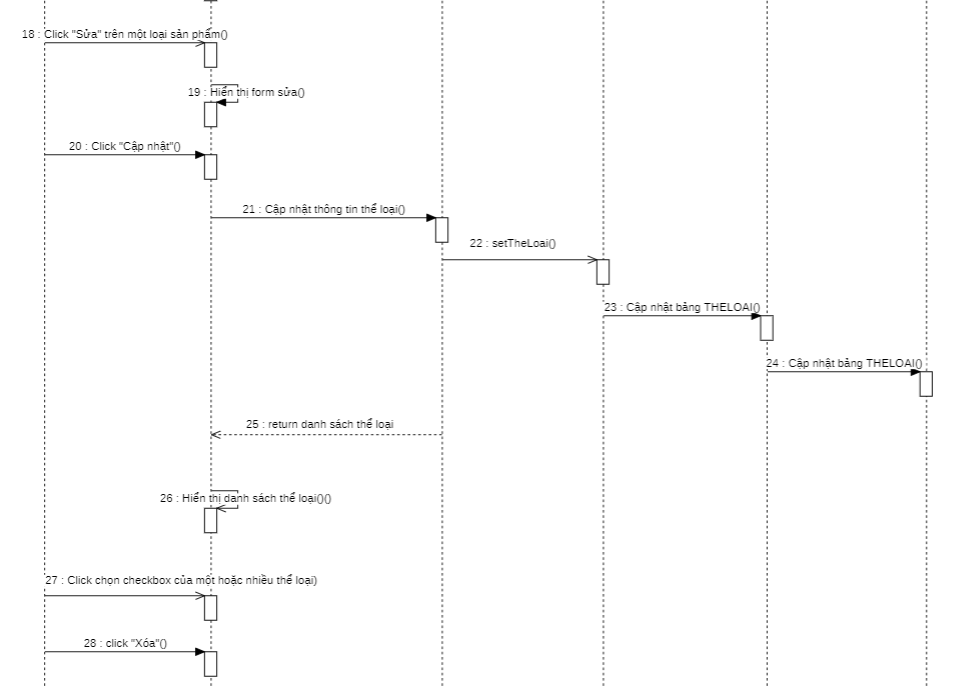 18 : Click "Sửa" trên một loại sản phẩm()
19 : Hiển thị form sửa()
20 : Click "Cập nhật"()
21 : Cập nhật thông tin thể loại()
22 : setTheLoai()
23 : Cập nhật bảng THELOAI()
24 : Cập nhật bảng THELOAI()
25 : return danh sách thể loại
26 : Hiển thị danh sách thể loại()()
27 : Click chọn checkbox của một hoặc nhiều thể loại)
28 : click "Xóa"()